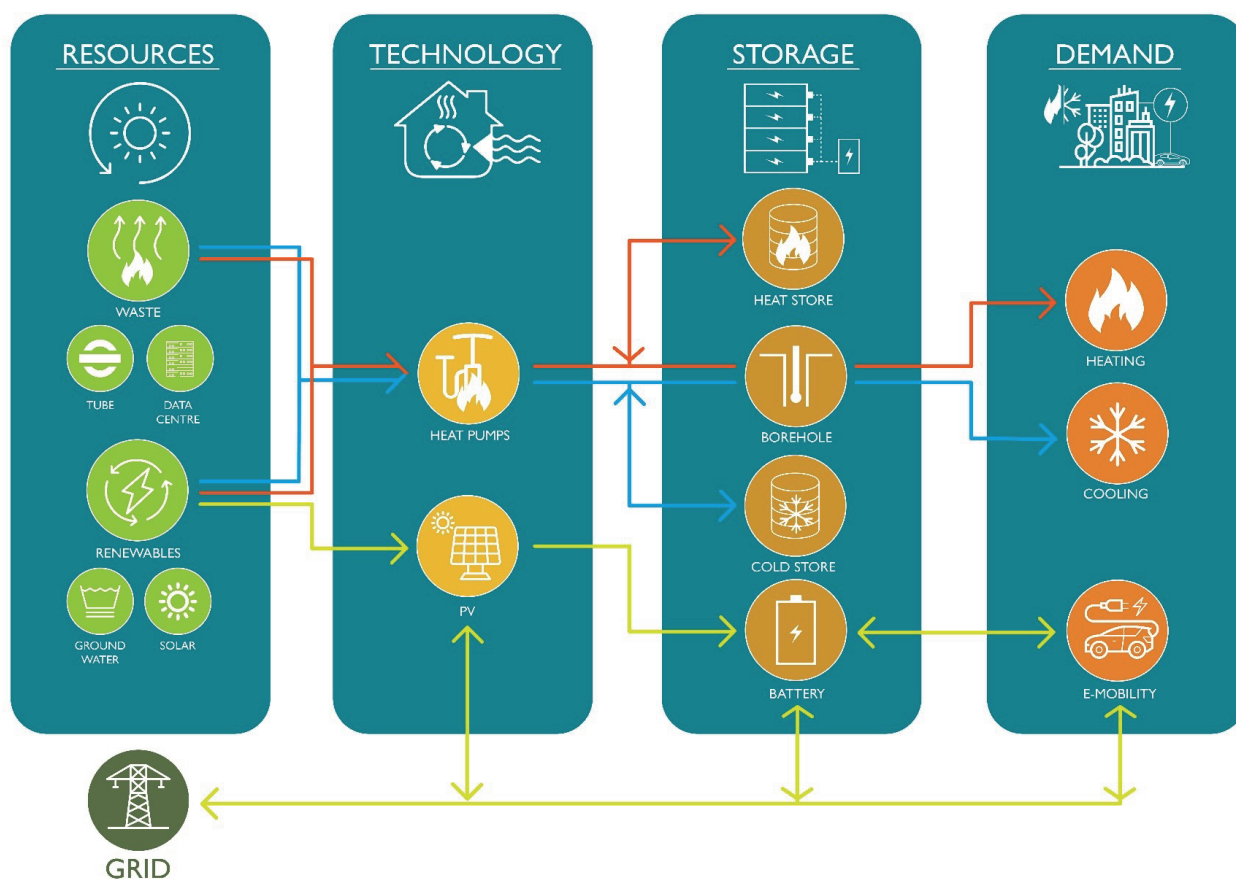 RESOURCES
WASTE
TUBE
DATA
CENTRE
RENEWABLES
GROUND
WATER
SOLAR
TECHNOLOGY
HEAT PUMPS
PV
STORAGE
HEAT STORE
BOREHOLE
COLD STORE
BATTERY
DEMAND
HEATING
COOLING
E-MOBILITY
GRID